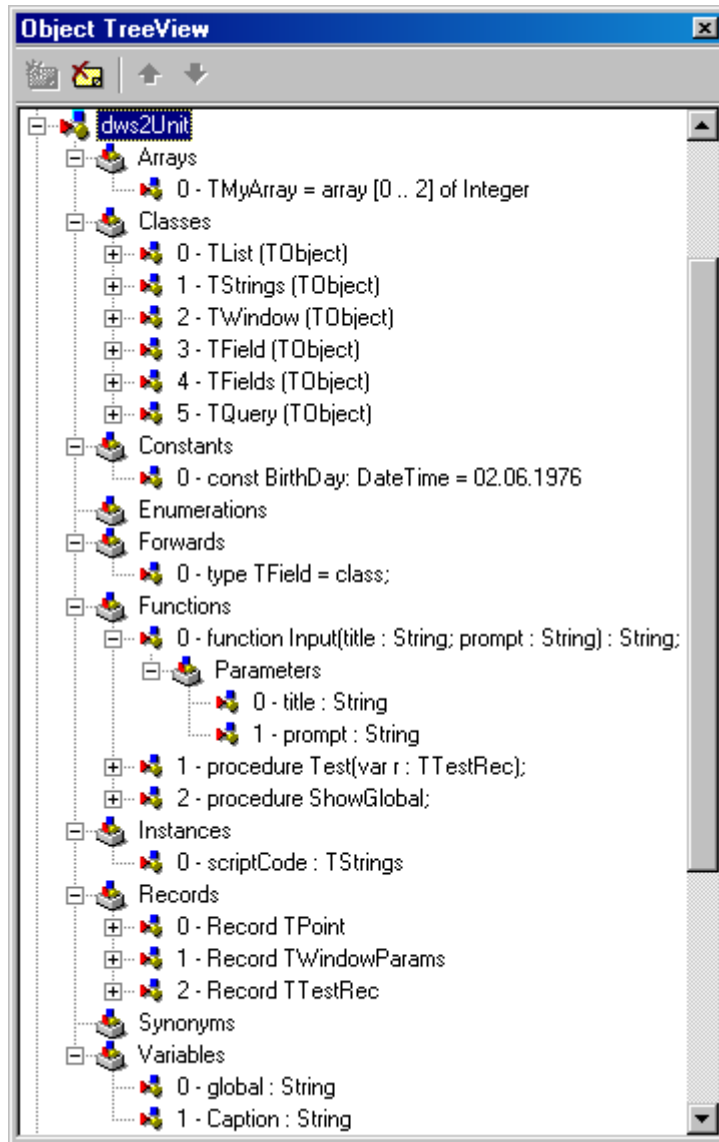 Object TreeView
dws2Unit
Arrays
0 - TMyArray = array [0 .. 2] of Integer
Classes
0 - TList (TObject)
1 - TStrings (TObject)
2 - TWindow (TObject)
3 - TField (TObject)
4 - TFields (TObject)
5 - TQuery (TObject)
Constants
0 - const BirthDay: DateTime = 02.06.1976
Enumerations
Forwards
0 - type TField = class;
Functions
0 - function Input(title : String; prompt : String) : String;
Parameters
0 - title : String
1 - prompt : String
1 - procedure Test(var r : TTestRec);
2 - procedure ShowGlobal;
Instances
0 - scriptCode : TStrings
Records
0 - Record TPoint
1 - Record TWindowParams
2 - Record TTestRec
Synonyms
Variables
0 - global : String
1 - Caption : String